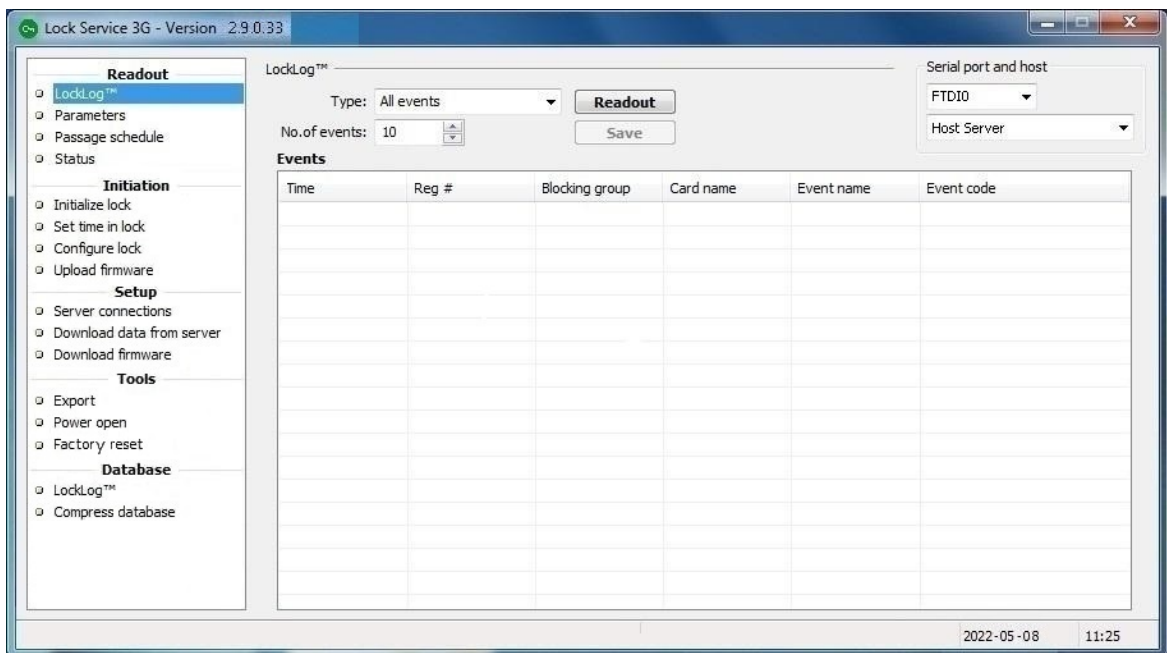 Lock Service 3G - Version 2.9.0.33
Readout
LockLog™
Parameters
Passage schedule
Status
Initiation
Initialize lock
Set time in lock
Configure lock
Upload firmware
Setup
Server connections
Download data from server
Download firmware
Tools
Export
Power open
Factory reset
Database
LockLog™
Compress database
LockLog™
Type: All events Readout
No.of events: 10 Save
Serial port and host
FTDI0
Host Server
Events
Time Reg # Blocking group Card name Event name Event code
2022-05-08 11:25